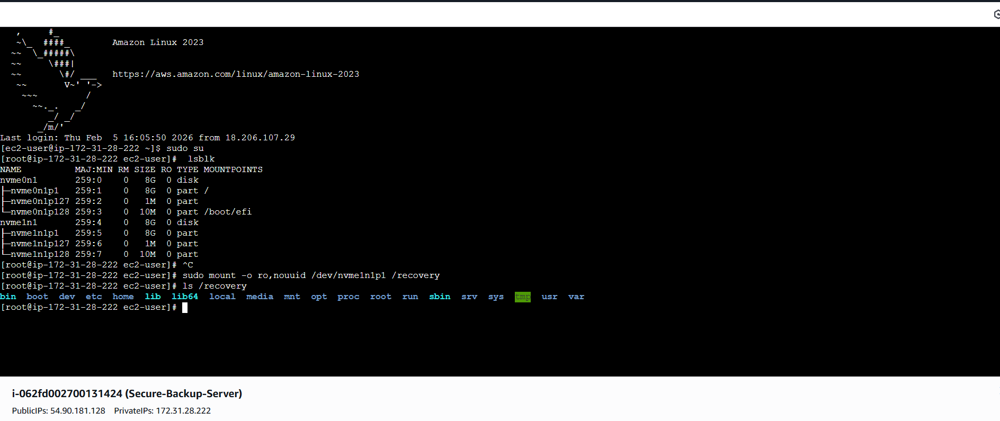 ,     #_
   ~\_  ####_        Amazon Linux 2023
  ~~  \_#####\
  ~~     \###|
  ~~       \#/ ___   https://aws.amazon.com/linux/amazon-linux-2023
   ~~       V~' '->
    ~~~         /
      ~~._.   _/
         _/ _/
       _/m/'
Last login: Thu Feb  5 16:05:50 2026 from 18.206.107.29
[ec2-user@ip-172-31-28-222 ~]$ sudo su
[root@ip-172-31-28-222 ec2-user]#  lsblk
NAME          MAJ:MIN RM SIZE RO TYPE MOUNTPOINTS
nvme0n1       259:0    0   8G  0 disk
├─nvme0n1p1   259:1    0   8G  0 part /
├─nvme0n1p127 259:2    0   1M  0 part
└─nvme0n1p128 259:3    0  10M  0 part /boot/efi
nvme1n1       259:4    0   8G  0 disk
├─nvme1n1p1   259:5    0   8G  0 part
├─nvme1n1p127 259:6    0   1M  0 part
└─nvme1n1p128 259:7    0  10M  0 part
[root@ip-172-31-28-222 ec2-user]# ^C
[root@ip-172-31-28-222 ec2-user]# sudo mount -o ro,nouuid /dev/nvme1n1p1 /recovery
[root@ip-172-31-28-222 ec2-user]# ls /recovery
bin  boot  dev  etc  home  lib  lib64  local  media  mnt  opt  proc  root  run  sbin  srv  sys  tmp  usr  var
[root@ip-172-31-28-222 ec2-user]#
i-062fd002700131424 (Secure-Backup-Server)
PublicIPs: 54.90.181.128    PrivateIPs: 172.31.28.222